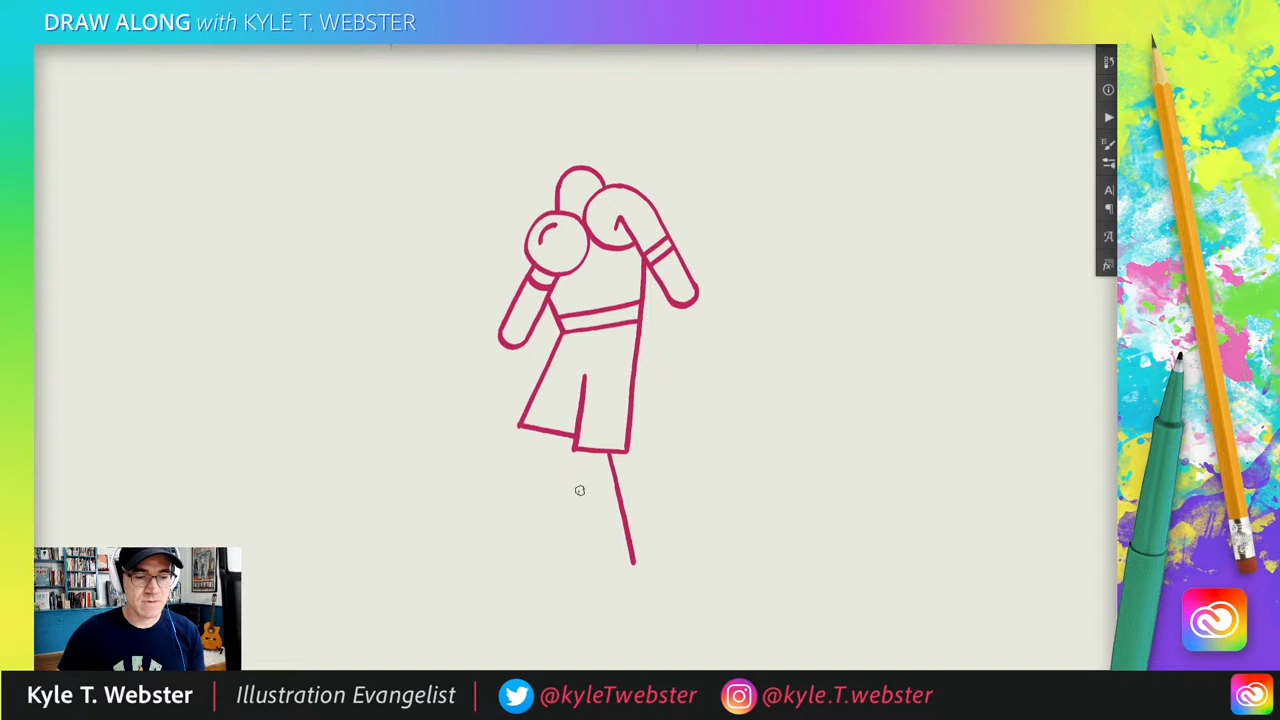 DRAW ALONG with KYLE T. WEBSTER
Kyle T. Webster | Illustration Evangelist | @kyleTwebster @kyle.T.webster